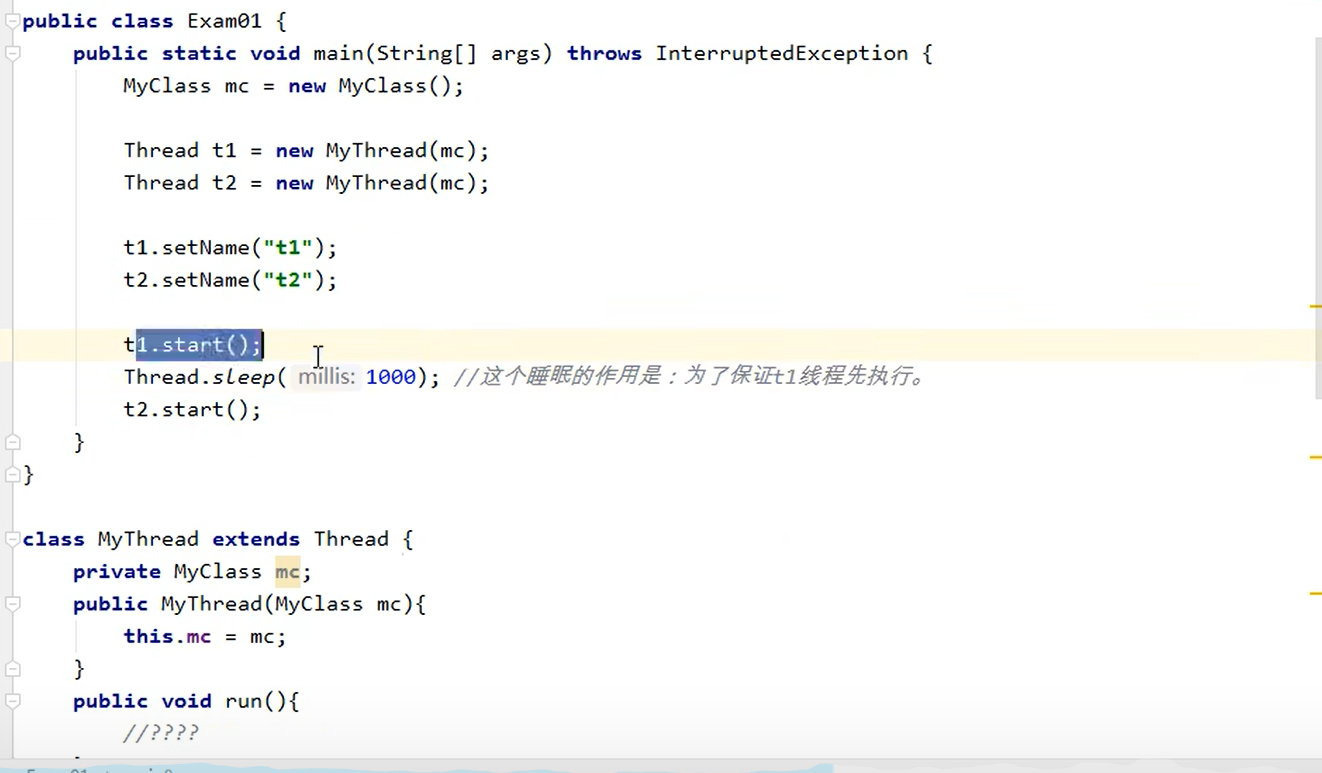 public class Exam01 {
public static void main(String[] args) throws InterruptedException {
MyClass mc = new MyClass();
Thread t1 = new MyThread(mc);
Thread t2 = new MyThread(mc);
t1.setName("t1");
t2.setName("t2");
t1.start();
Thread.sleep( millis: 1000); //这个睡眠的作用是：为了保证t1线程先执行。
t2.start();
}
}
class MyThread extends Thread {
private MyClass mc;
public MyThread(MyClass mc){
this.mc = mc;
}
public void run(){
//????